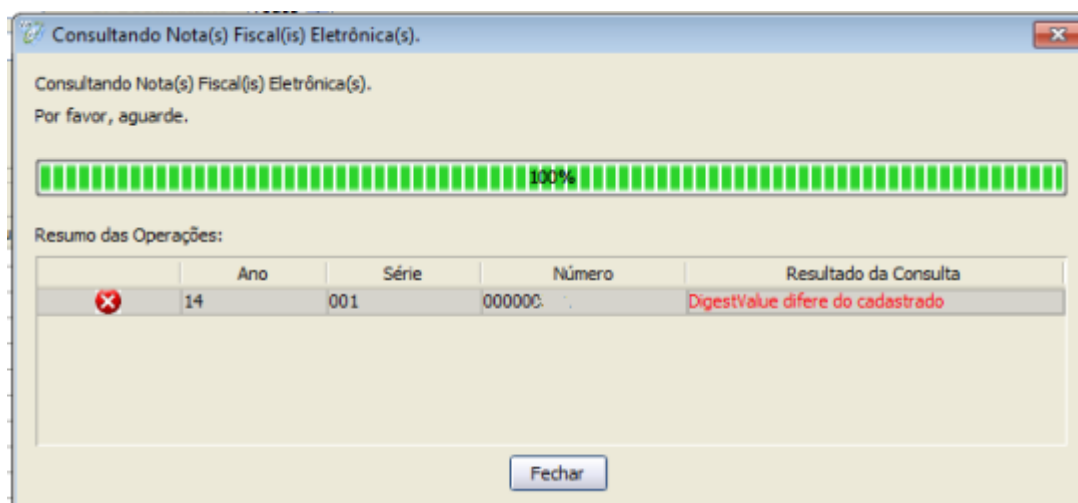 Consultando Nota(s) Fiscal(is) Eletrônica(s).
Consultando Nota(s) Fiscal(is) Eletrônica(s).
Por favor, aguarde.
100%
Resumo das Operações:
Ano Série Número Resultado da Consulta
14 001 DigestValue difere do cadastrado
Fechar